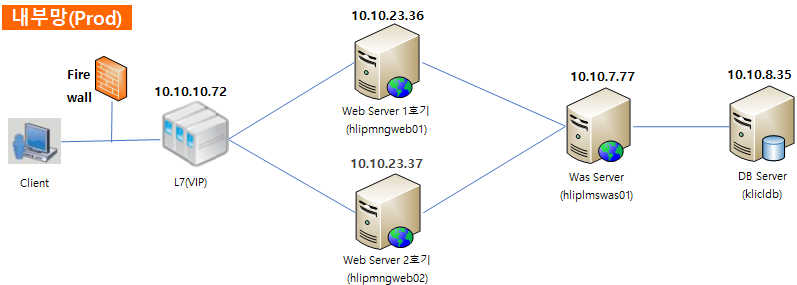 내부망(Prod)
Fire
wall
Client
10.10.10.72
L7(VIP)
10.10.23.36
Web Server 1호기
(hlipmngweb01)
10.10.23.37
Web Server 2호기
(hlipmngweb02)
10.10.7.77
Was Server
(hliplmswas01)
10.10.8.35
DB Server
(klicldb)